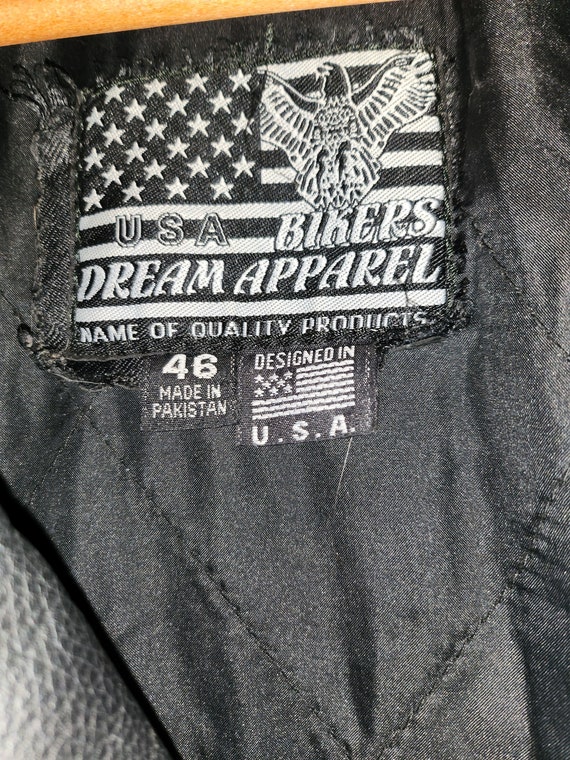 USA BIKERS
DREAM APPAREL
NAME OF QUALITY PRODUCTS
46
MADE IN
PAKISTAN
DESIGNED IN
U.S.A.